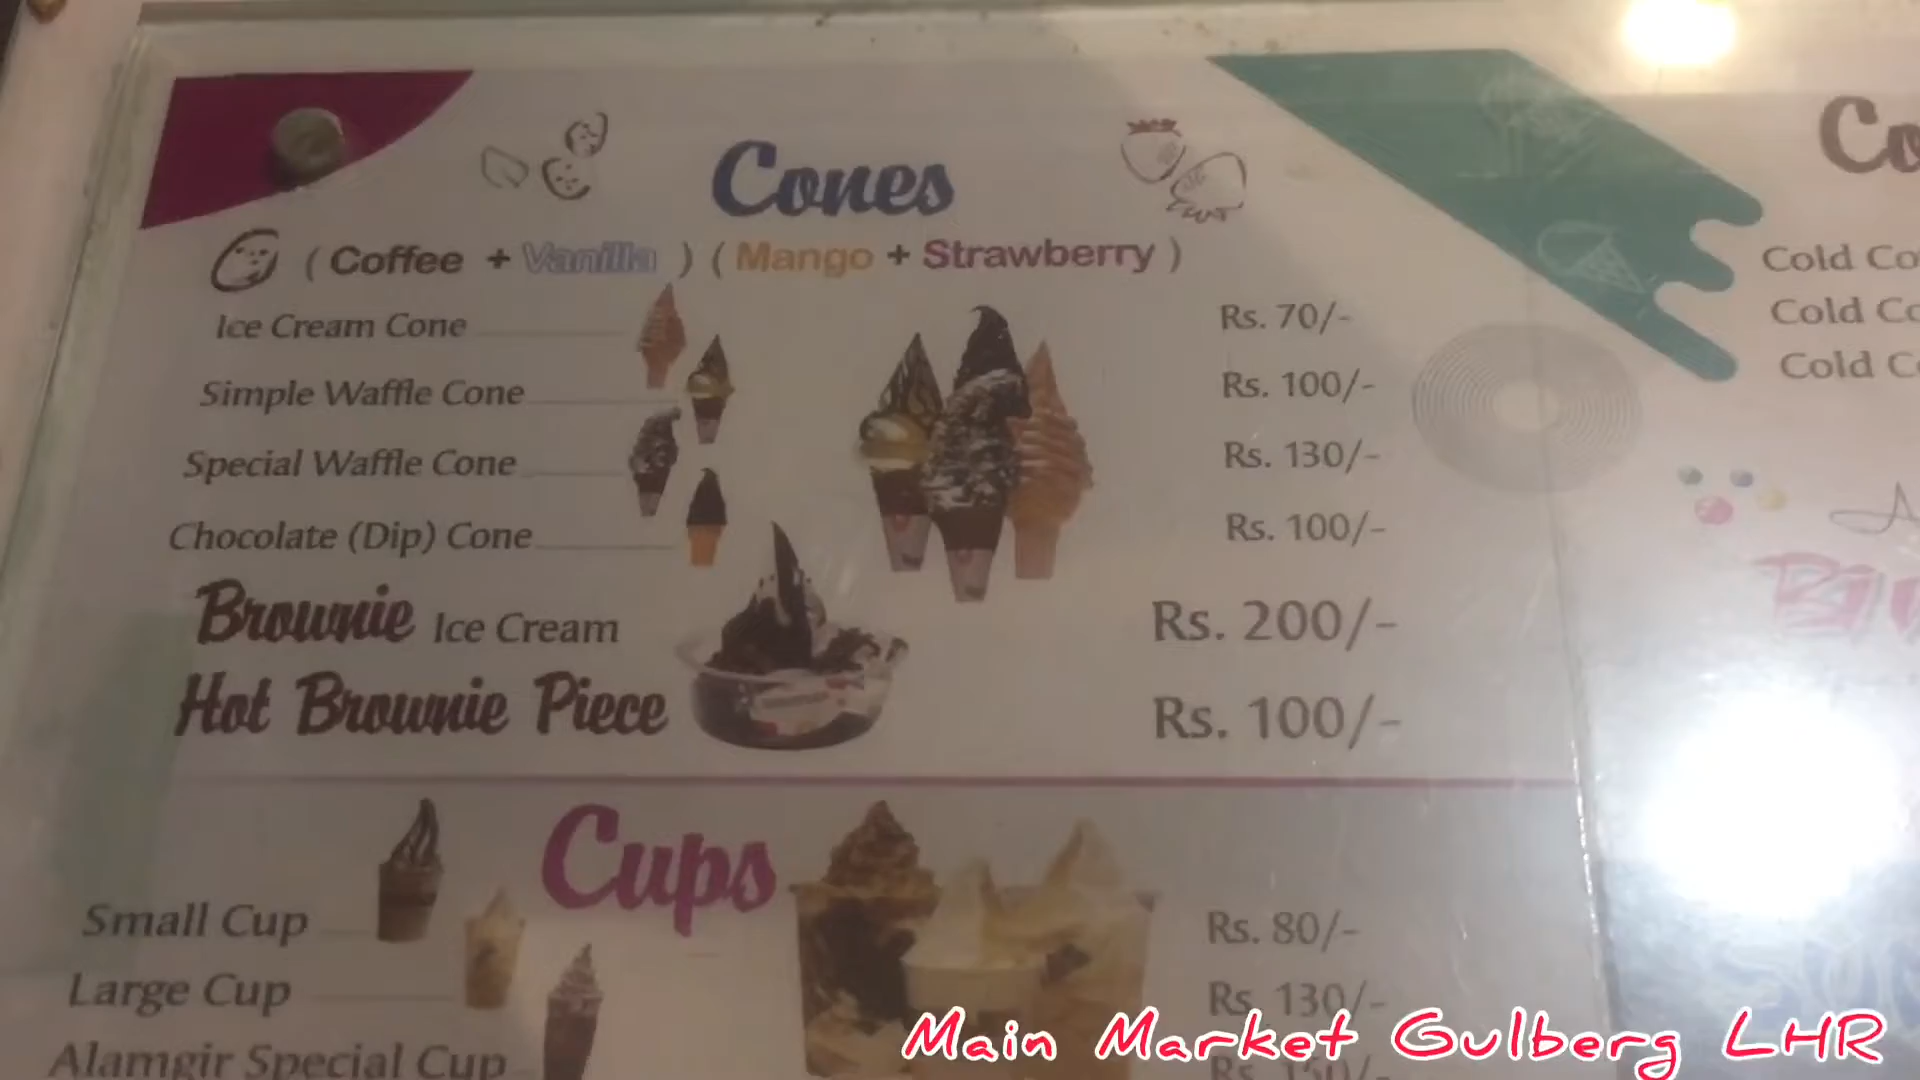 Cones
( Coffee + Vanilla ) ( Mango + Strawberry )
Ice Cream Cone Rs. 70/-
Simple Waffle Cone Rs. 100/-
Special Waffle Cone Rs. 130/-
Chocolate (Dip) Cone Rs. 100/-
Brownie Ice Cream Rs. 200/-
Hot Brownie Piece Rs. 100/-
Cups
Small Cup Rs. 80/-
Large Cup Rs. 130/-
Alamgir Special Cup Rs. 150/-
Cold
Cold
Cold
Main Market Gulberg LHR